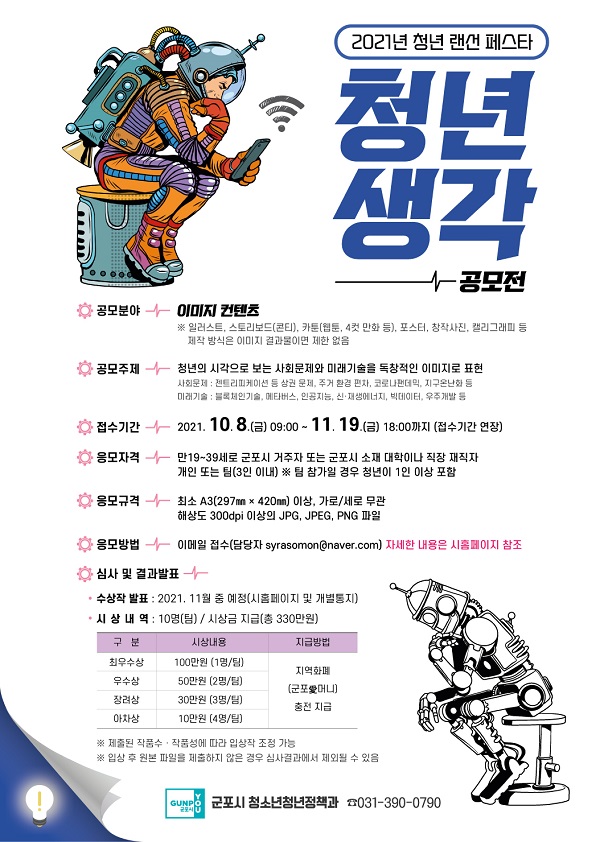 2021년 청년 랜선 페스타
청년
생각
공모전
공모분야 이미지 컨텐츠
※ 일러스트, 스토리보드(콘티), 카툰(웹툰, 4컷 만화 등), 포스터, 창작사진, 캘리그래피 등
제작 방식은 이미지 결과물이면 제한 없음
공모주제 청년의 시각으로 보는 사회문제와 미래기술을 독창적인 이미지로 표현
사회문제 : 젠트리피케이션 등 상권 문제, 주거 환경 편차, 코로나팬데믹, 지구온난화 등
미래기술 : 블록체인기술, 메타버스, 인공지능, 신·재생에너지, 빅데이터, 우주개발 등
접수기간 2021. 10. 8.(금) 09:00 ~ 11. 19.(금) 18:00까지 (접수기간 연장)
응모자격 만19~39세로 군포시 거주자 또는 군포시 소재 대학이나 직장 재직자
개인 또는 팀(3인 이내) ※ 팀 참가일 경우 청년이 1인 이상 포함
응모규격 최소 A3(297㎜ × 420㎜) 이상, 가로/세로 무관
해상도 300dpi 이상의 JPG, JPEG, PNG 파일
응모방법 이메일 접수(담당자 syrasomon@naver.com) 자세한 내용은 시홈페이지 참조
심사 및 결과발표
• 수상작 발표 : 2021. 11월 중 예정(시홈페이지 및 개별통지)
• 시 상 내 역 : 10명(팀) / 시상금 지급(총 330만원)
구 분 시상내용 지급방법
최우수상 100만원 (1명/팀)
우수상 50만원 (2명/팀)
장려상 30만원 (3명/팀)
아차상 10만원 (4명/팀)
지역화폐
(군포愛머니)
충전 지급
※ 제출된 작품수 · 작품성에 따라 입상작 조정 가능
※ 입상 후 원본 파일을 제출하지 않은 경우 심사결과에서 제외될 수 있음
GUNPO YOU
군포시
군포시 청소년청년정책과 ☎031-390-0790